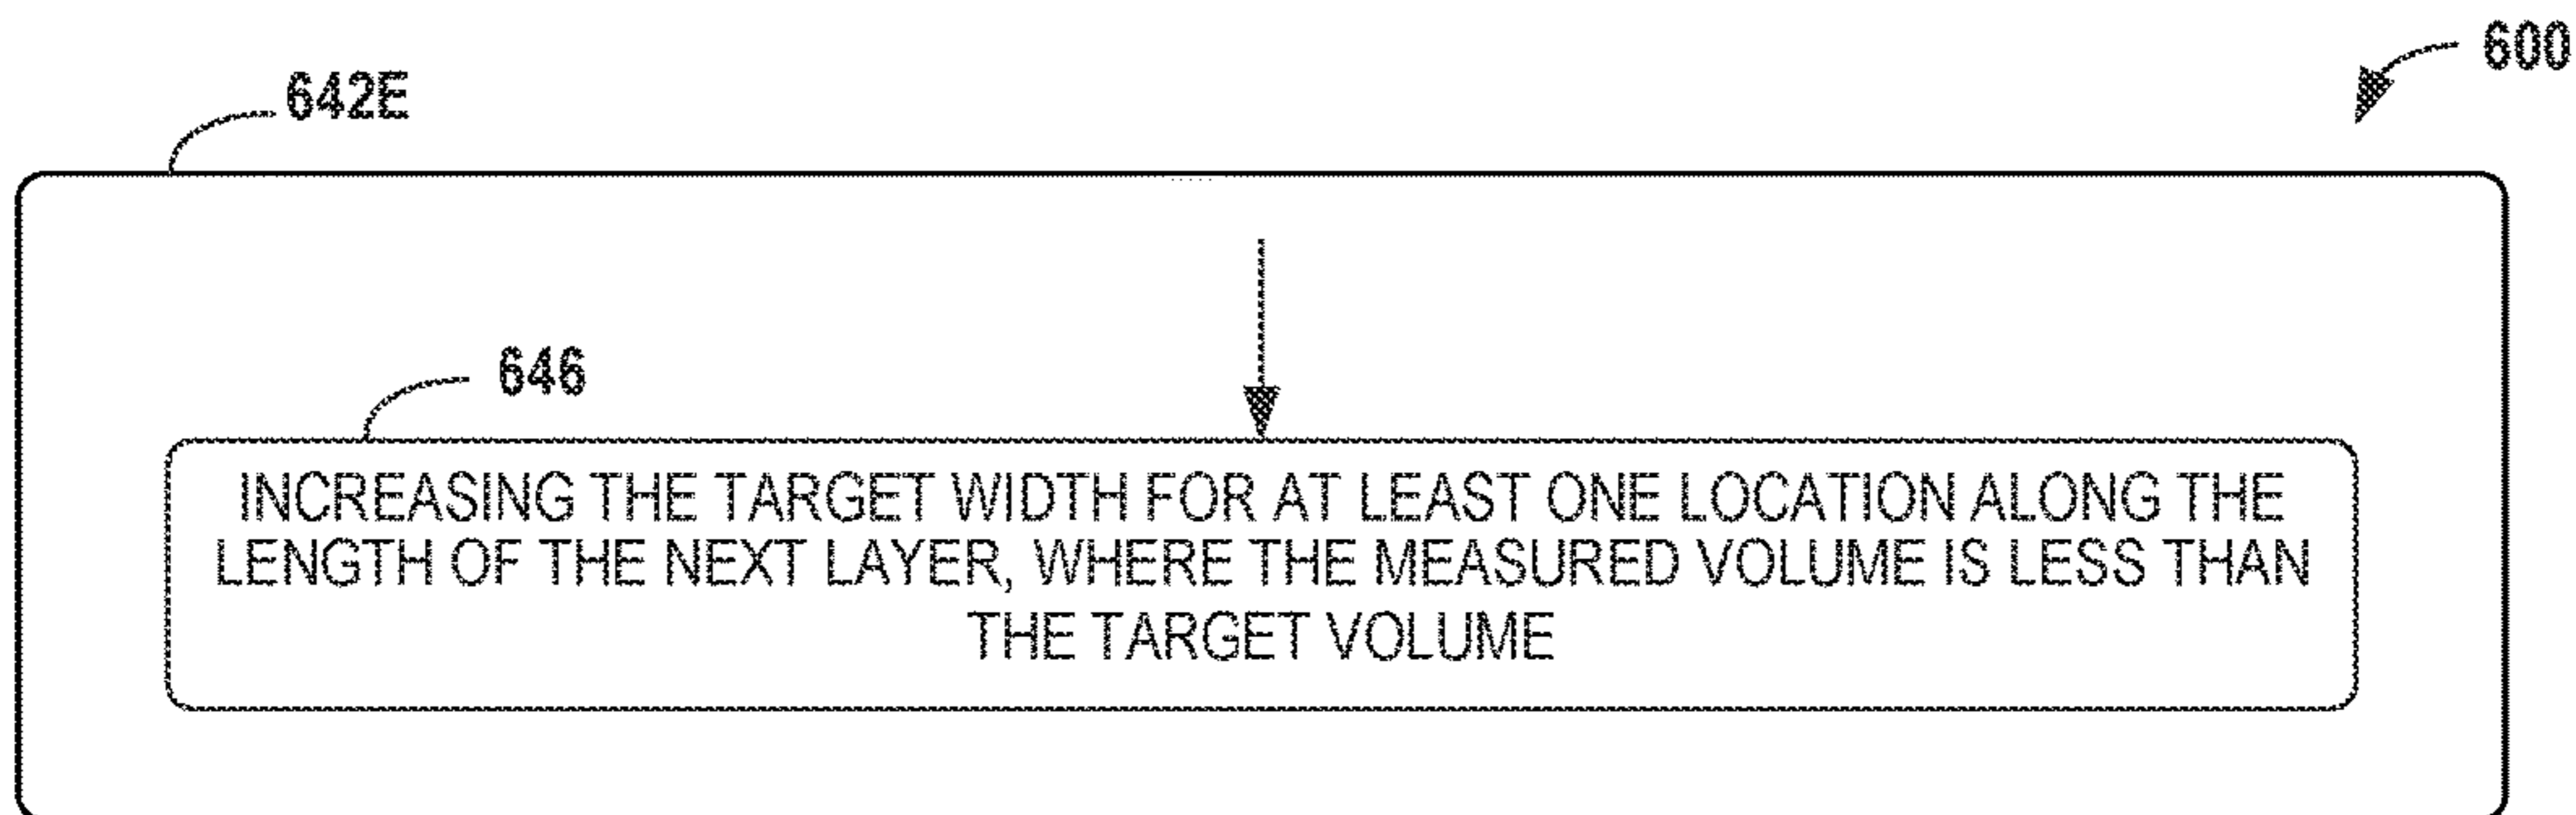 600
642E
646
INCREASING THE TARGET WIDTH FOR AT LEAST ONE LOCATION ALONG THE
LENGTH OF THE NEXT LAYER, WHERE THE MEASURED VOLUME IS LESS THAN
THE TARGET VOLUME